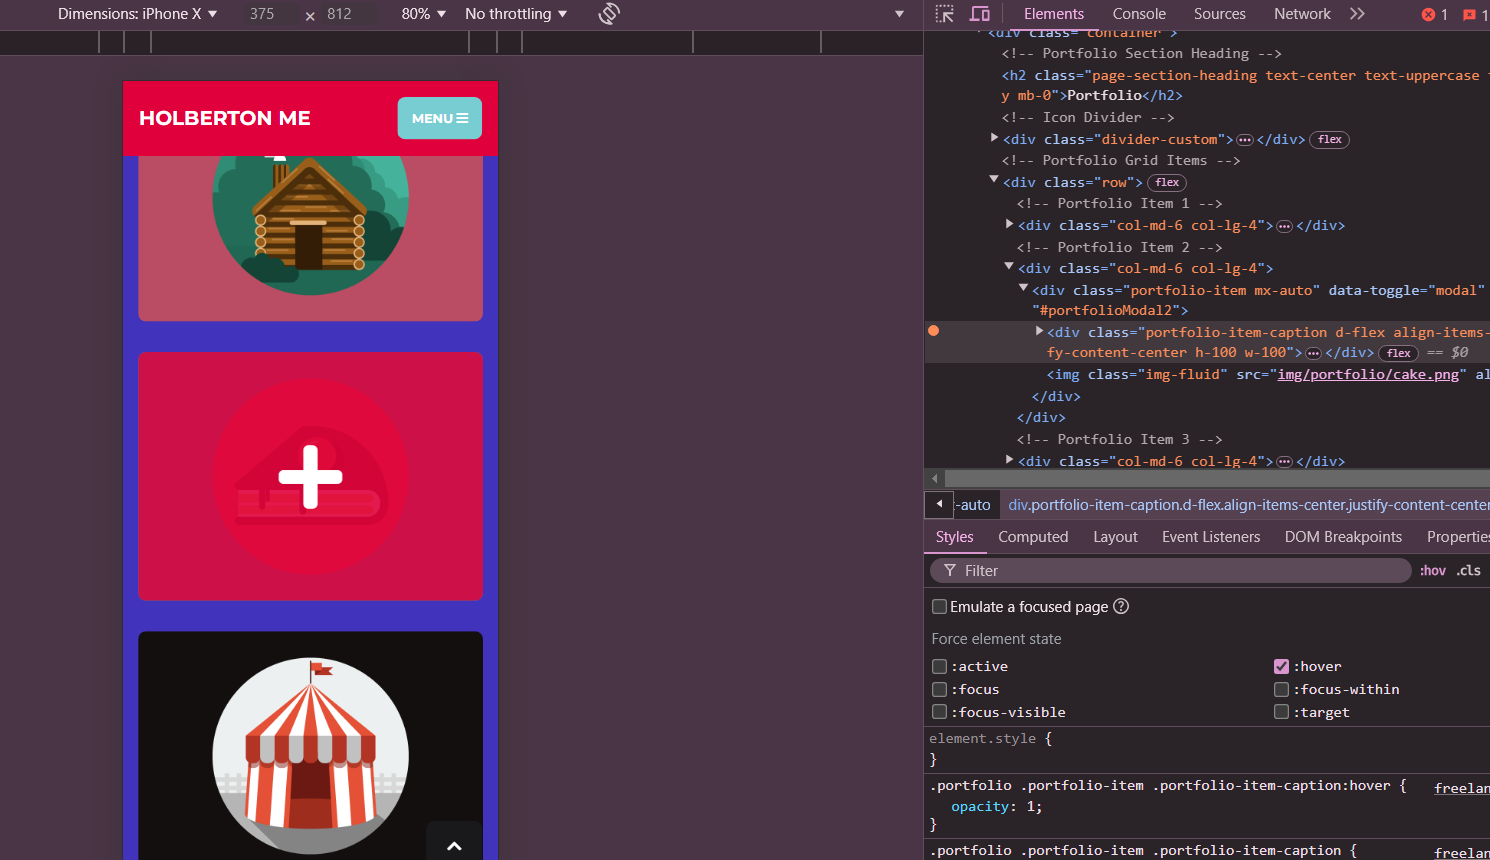 Dimensions: iPhone X ▼ 375 × 812 80% ▼ No throttling ▼
Elements Console Sources Network 1 1
HOLBERTON ME
MENU
<div class="container">
<!-- Portfolio Section Heading -->
<h2 class="page-section-heading text-center text-uppercase
y mb-0">Portfolio</h2>
<!-- Icon Divider -->
<div class="divider-custom">…</div> flex
<!-- Portfolio Grid Items -->
<div class="row"> flex
<!-- Portfolio Item 1 -->
<div class="col-md-6 col-lg-4">…</div>
<!-- Portfolio Item 2 -->
<div class="col-md-6 col-lg-4">
<div class="portfolio-item mx-auto" data-toggle="modal"
"#portfolioModal2">
<div class="portfolio-item-caption d-flex align-items-
fy-content-center h-100 w-100">…</div> flex == $0
<img class="img-fluid" src="img/portfolio/cake.png" al
</div>
</div>
<!-- Portfolio Item 3 -->
<div class="col-md-6 col-lg-4">…</div>
-auto div.portfolio-item-caption.d-flex.align-items-center.justify-content-center
Styles Computed Layout Event Listeners DOM Breakpoints Properties
Filter :hov .cls
Emulate a focused page ?
Force element state
:active :hover
:focus :focus-within
:focus-visible :target
element.style {
}
.portfolio .portfolio-item .portfolio-item-caption:hover { freelan
opacity: 1;
}
.portfolio .portfolio-item .portfolio-item-caption { freelan